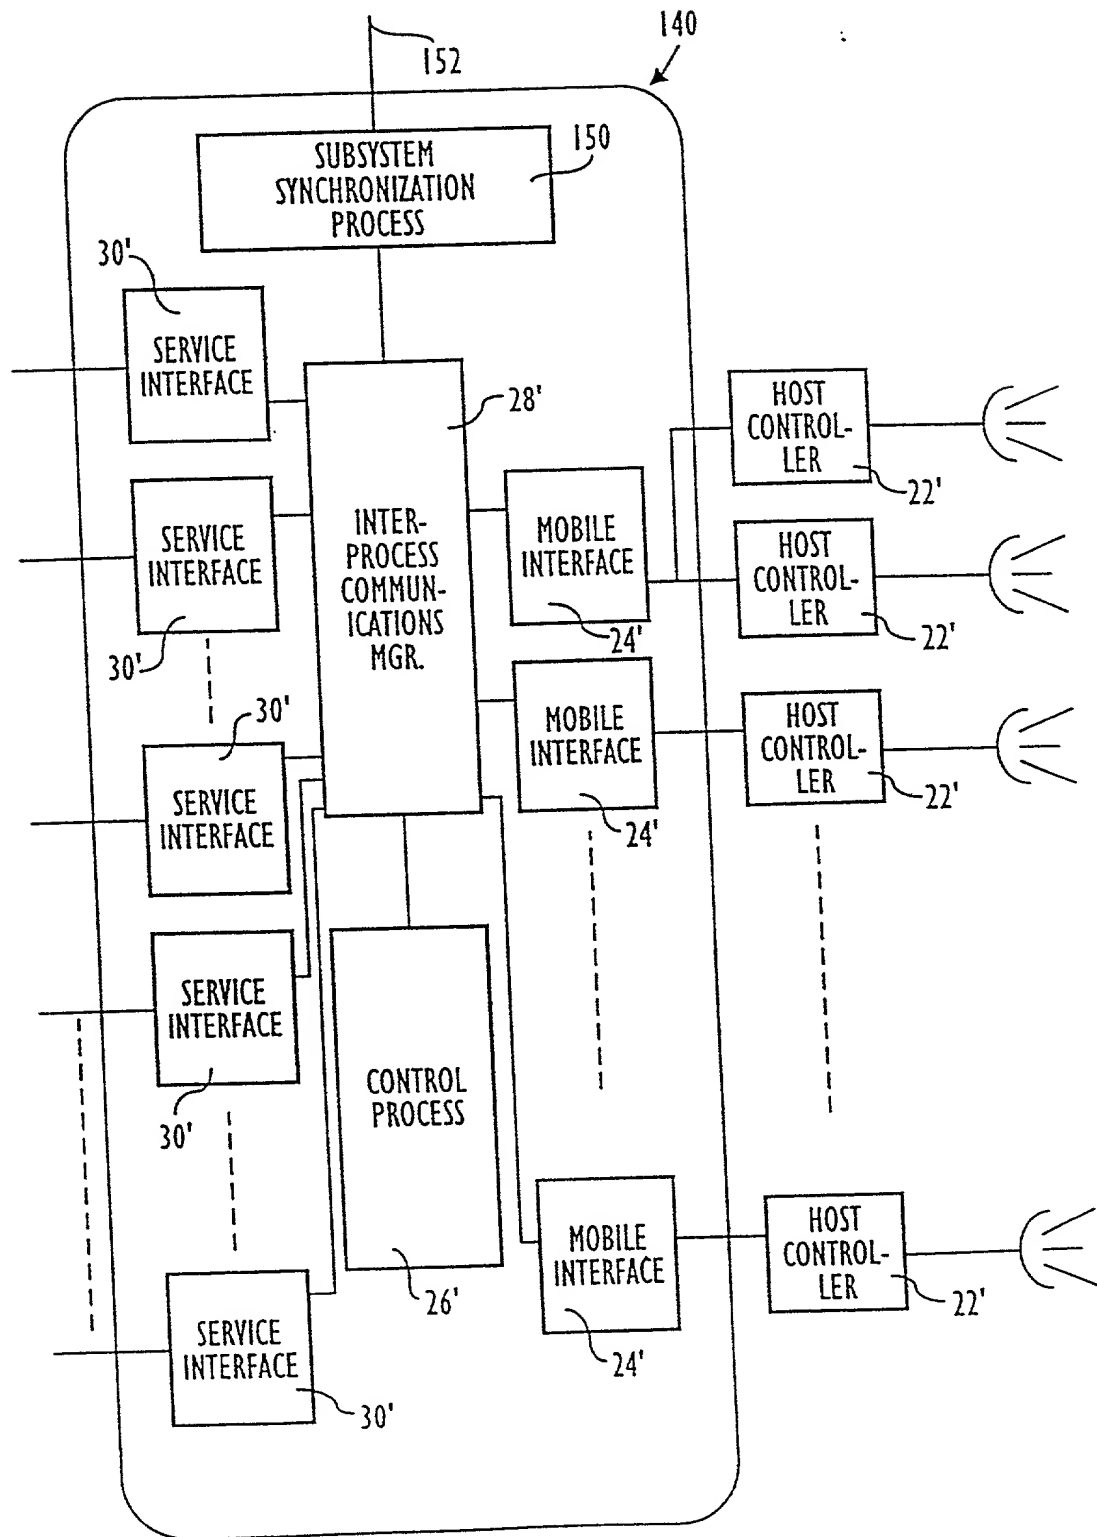 140
152
SUBSYSTEM
SYNCHRONIZATION
PROCESS
150
30'
SERVICE
INTERFACE
28'
HOST
CONTROL-
LER
22'
SERVICE
INTERFACE
30'
INTER-
PROCESS
COMMUN-
ICATIONS
MGR.
MOBILE
INTERFACE
24'
HOST
CONTROL-
LER
22'
30'
SERVICE
INTERFACE
MOBILE
INTERFACE
24'
HOST
CONTROL-
LER
22'
SERVICE
INTERFACE
30'
CONTROL
PROCESS
26'
MOBILE
INTERFACE
24'
HOST
CONTROL-
LER
22'
SERVICE
INTERFACE
30'